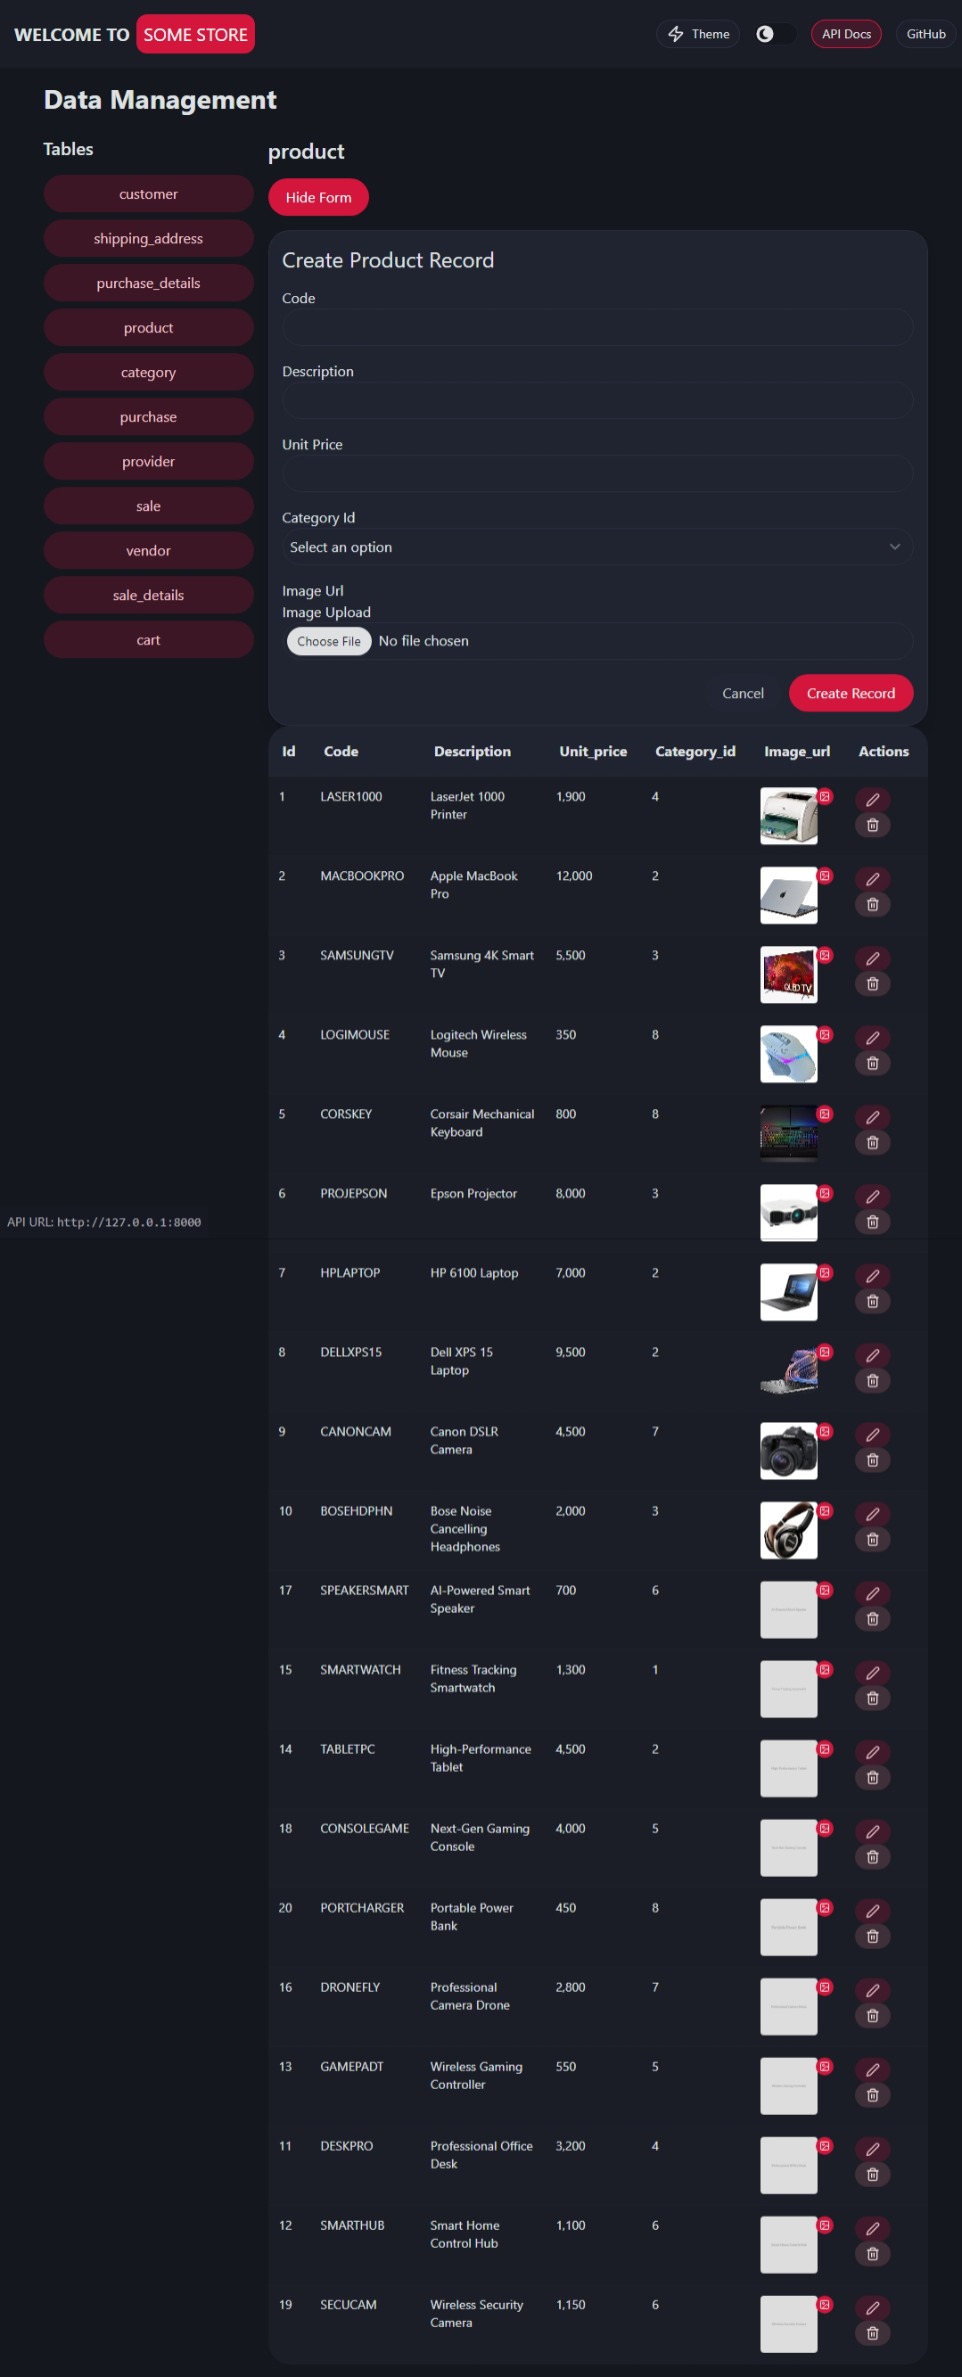 WELCOME TO SOME STORE
Theme
API Docs
GitHub
Data Management
Tables
customer
shipping_address
purchase_details
product
category
purchase
provider
sale
vendor
sale_details
cart
API URL: http://127.0.0.1:8000
product
Hide Form
Create Product Record
Code
Description
Unit Price
Category Id
Select an option
Image Url
Image Upload
Choose File No file chosen
Cancel Create Record
Id Code Description Unit_price Category_id Image_url Actions
1 LASER1000 LaserJet 1000 1,900 4
Printer
2 MACBOOKPRO Apple MacBook 12,000 2
Pro
3 SAMSUNGTV Samsung 4K Smart 5,500 3
TV
QLED TV
4 LOGIMOUSE Logitech Wireless 350 8
Mouse
5 CORSKEY Corsair Mechanical 800 8
Keyboard
6 PROJEPSON Epson Projector 8,000 3
7 HPLAPTOP HP 6100 Laptop 7,000 2
8 DELLXPS15 Dell XPS 15 9,500 2
Laptop
9 CANONCAM Canon DSLR 4,500 7
Camera
10 BOSEHDPHN Bose Noise 2,000 3
Cancelling
Headphones
17 SPEAKERSMART AI-Powered Smart 700 6
Speaker
15 SMARTWATCH Fitness Tracking 1,300 1
Smartwatch
14 TABLETPC High-Performance 4,500 2
Tablet
18 CONSOLEGAME Next-Gen Gaming 4,000 5
Console
20 PORTCHARGER Portable Power 450 8
Bank
16 DRONEFLY Professional 2,800 7
Camera Drone
13 GAMEPADT Wireless Gaming 550 5
Controller
11 DESKPRO Professional Office 3,200 4
Desk
12 SMARTHUB Smart Home 1,100 6
Control Hub
19 SECUCAM Wireless Security 1,150 6
Camera